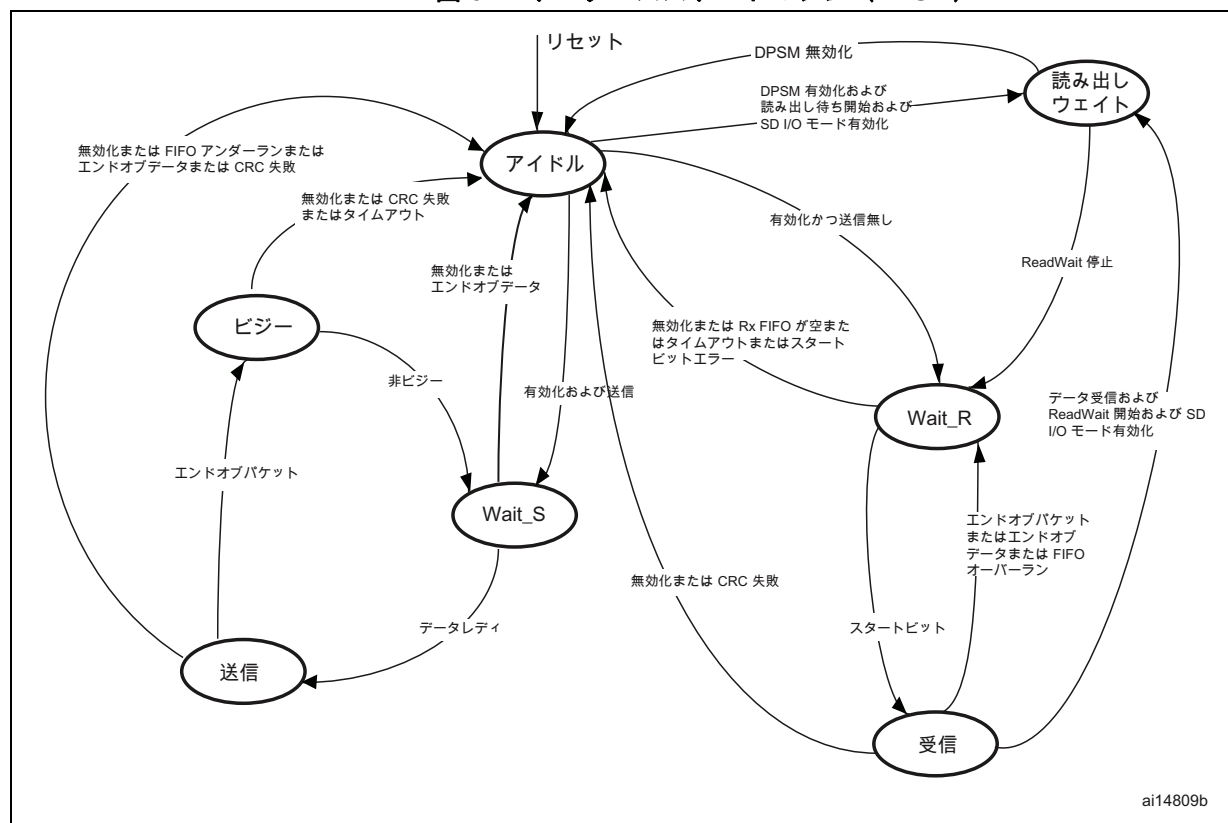 リセット
DPSM 無効化
読み出し
ウェイト
DPSM 有効化および
読み出し待ち開始および
SD I/O モード有効化
無効化または FIFO アンダーランまたは
エンドオブデータまたは CRC 失敗
アイドル
無効化または CRC 失敗
またはタイムアウト
有効化かつ送信無し
ReadWait 停止
無効化または
エンドオブデータ
ビジー
無効化または Rx FIFO が空また
はタイムアウトまたはスタート
ビットエラー
非ビジー
有効化および送信
Wait_R
データ受信および
ReadWait 開始および SD
I/O モード有効化
エンドオブパケット
Wait_S
エンドオブパケット
またはエンドオブ
データまたは FIFO
オーバーラン
無効化または CRC 失敗
データレディ
スタートビット
送信
受信
ai14809b